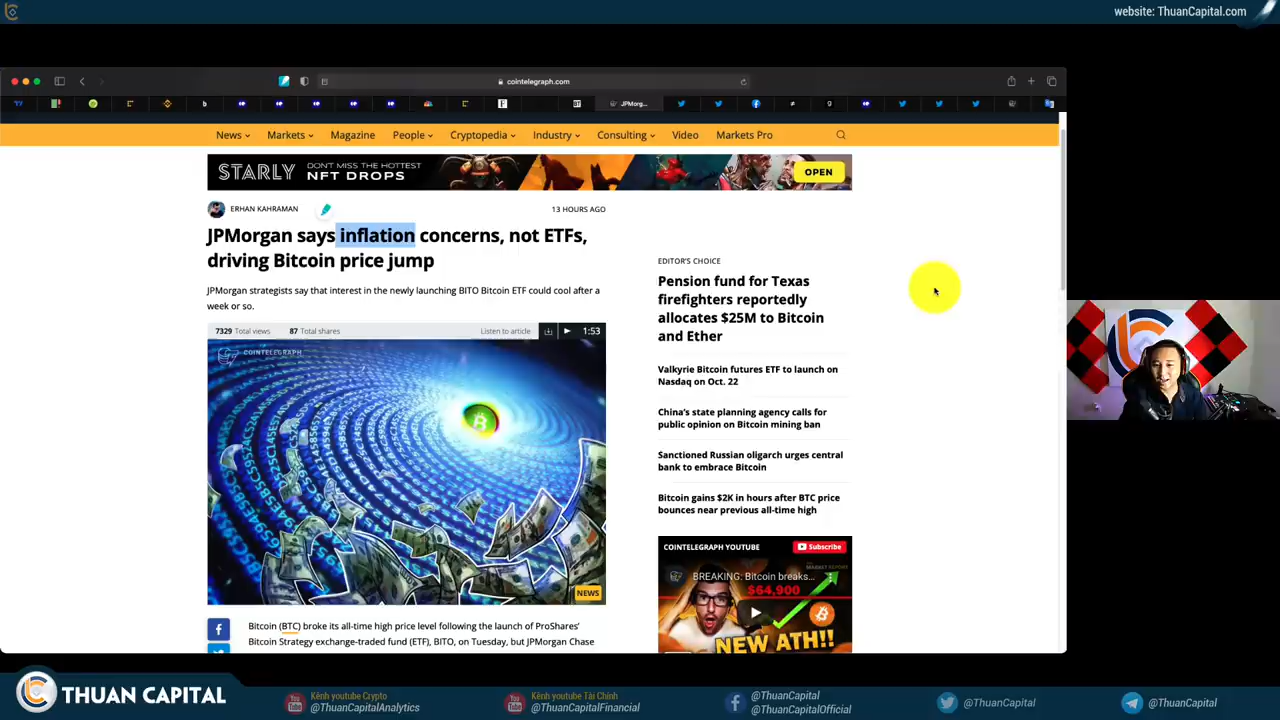 website: ThuanCapital.com
cointelegraph.com
JPMorg...
News
Markets
Magazine
People
Cryptopedia
Industry
Consulting
Video
Markets Pro
STARLY
DON'T MISS THE HOTTEST
NFT DROPS
OPEN
ERHAN KAHRAMAN
13 HOURS AGO
JPMorgan says inflation concerns, not ETFs,
driving Bitcoin price jump
JPMorgan strategists say that interest in the newly launching BITO Bitcoin ETF could cool after a
week or so.
7329 Total views
87 Total shares
Listen to article
1:53
COINTELEGRAPH
NEWS
Bitcoin (BTC) broke its all-time high price level following the launch of ProShares'
Bitcoin Strategy exchange-traded fund (ETF), BITO, on Tuesday, but JPMorgan Chase
EDITOR'S CHOICE
Pension fund for Texas
firefighters reportedly
allocates $25M to Bitcoin
and Ether
Valkyrie Bitcoin futures ETF to launch on
Nasdaq on Oct. 22
China's state planning agency calls for
public opinion on Bitcoin mining ban
Sanctioned Russian oligarch urges central
bank to embrace Bitcoin
Bitcoin gains $2K in hours after BTC price
bounces near previous all-time high
COINTELEGRAPH YOUTUBE
Subscribe
BREAKING: Bitcoin breaks...
$64,900
NEW ATH!!
THUAN CAPITAL
Kênh youtube Crypto
@ThuanCapitalAnalytics
Kênh youtube Tài Chính
@ThuanCapitalFinancial
@ThuanCapital
@ThuanCapitalOfficial
@ThuanCapital
@ThuanCapital